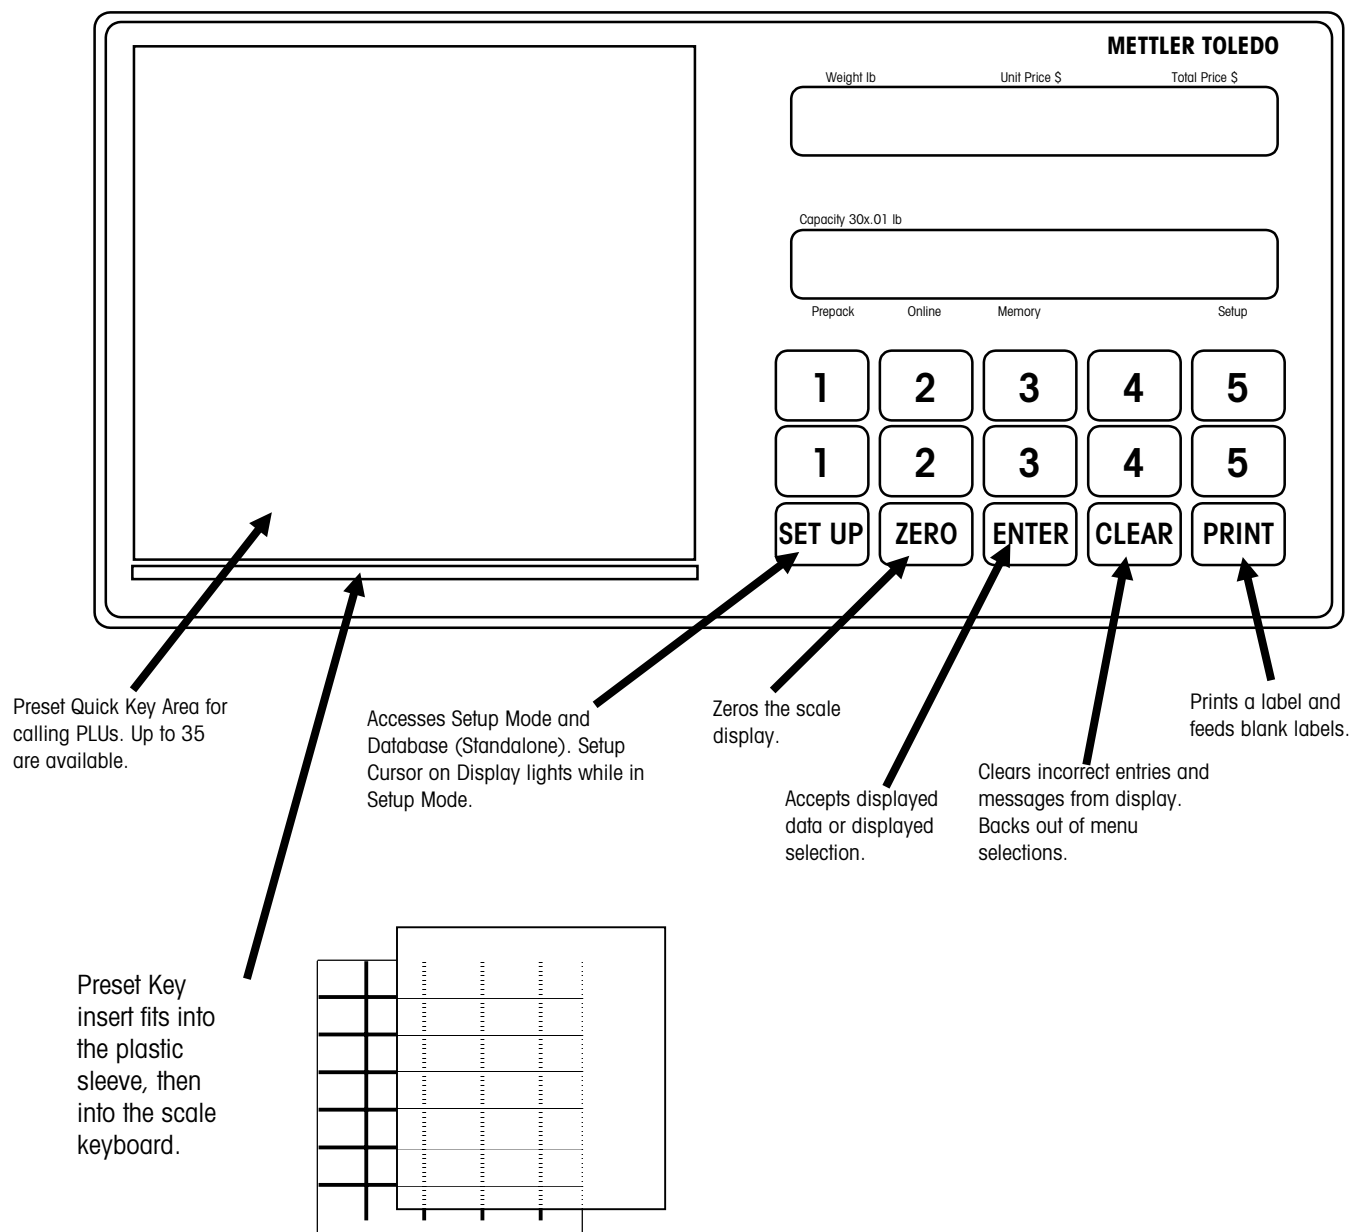 METTLER TOLEDO
Weight lb Unit Price $ Total Price $
Capacity 30x.01 lb
Prepack Online Memory Setup
1 2 3 4 5
1 2 3 4 5
SET UP ZERO ENTER CLEAR PRINT
Preset Quick Key Area for
calling PLUs. Up to 35
are available.
Accesses Setup Mode and
Database (Standalone). Setup
Cursor on Display lights while in
Setup Mode.
Zeros the scale
display.
Accepts displayed
data or displayed
selection.
Clears incorrect entries and
messages from display.
Backs out of menu
selections.
Prints a label and
feeds blank labels.
Preset Key
insert fits into
the plastic
sleeve, then
into the scale
keyboard.